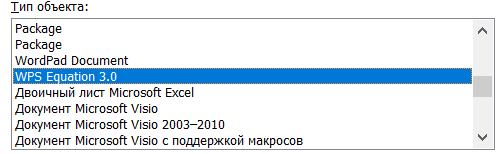 Тип объекта:
Package
Package
WordPad Document
WPS Equation 3.0
Двоичный лист Microsoft Excel
Документ Microsoft Visio
Документ Microsoft Visio 2003–2010
Документ Microsoft Visio с поддержкой макросов